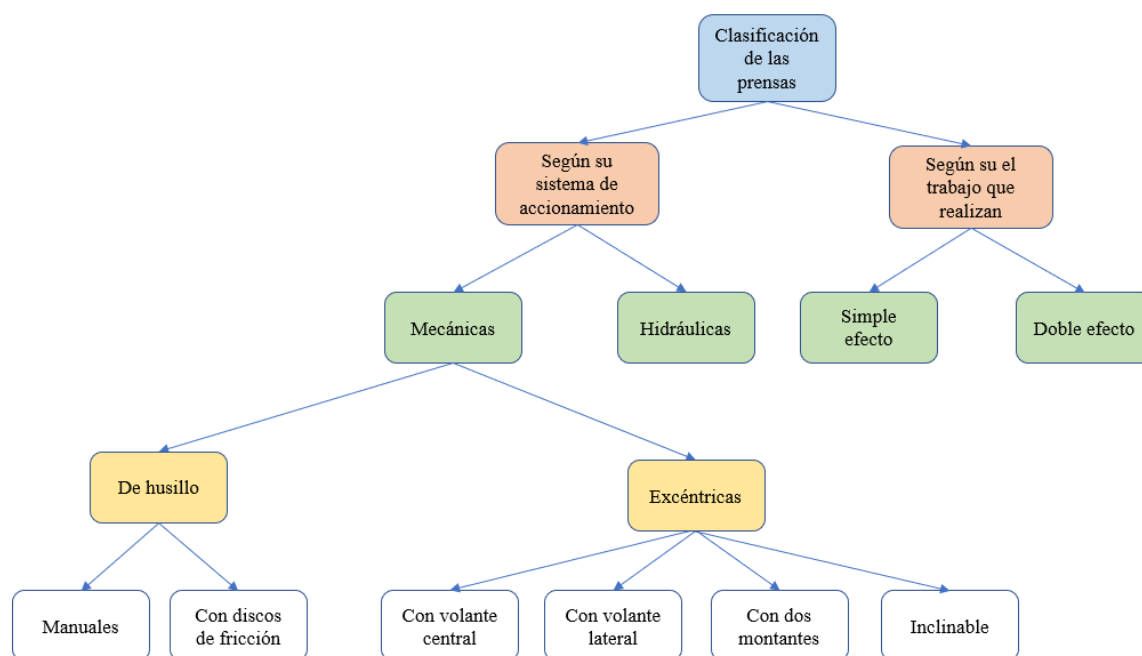 Clasificación
de las
prensas
Según su
sistema de
accionamiento
Según su el
trabajo que
realizan
Mecánicas
Hidráulicas
Simple
efecto
Doble efecto
De husillo
Excéntricas
Manuales
Con discos
de fricción
Con volante
central
Con volante
lateral
Con dos
montantes
Inclinable